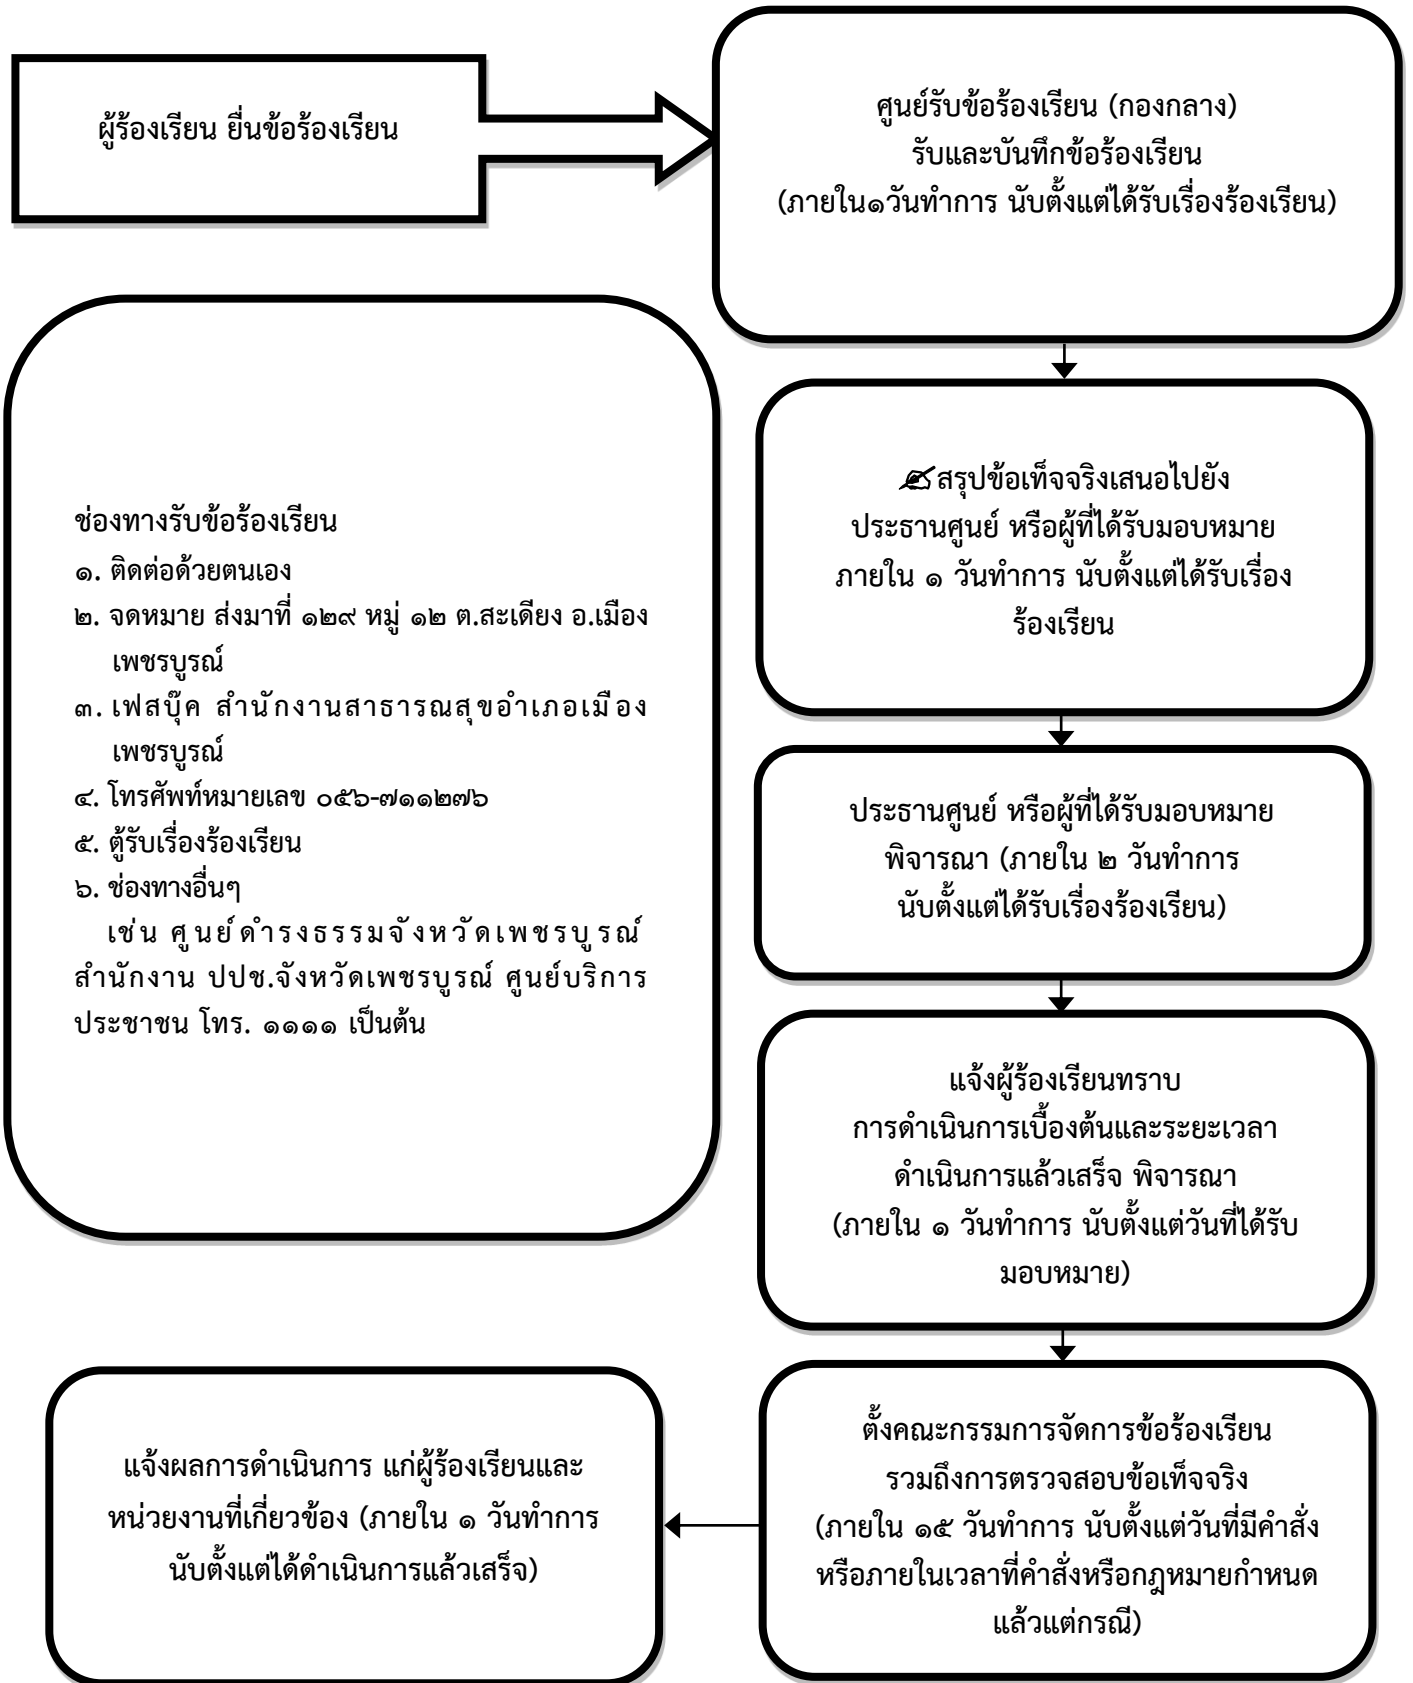 ผู้ร้องเรียน ยื่นข้อร้องเรียน
ศูนย์รับข้อร้องเรียน (กองกลาง)
รับและบันทึกข้อร้องเรียน
(ภายใน๑วันทำการ นับตั้งแต่ได้รับเรื่องร้องเรียน)
ช่องทางรับข้อร้องเรียน
๑. ติดต่อด้วยตนเอง
๒. จดหมาย ส่งมาที่ ๑๒๙ หมู่ ๑๒ ต.สะเดียง อ.เมือง
เพชรบูรณ์
๓. เฟสบุ๊ค สำนักงานสาธารณสุขอำเภอเมือง
เพชรบูรณ์
๔. โทรศัพท์หมายเลข ๐๕๖-๗๑๑๒๗๖
๕. ตู้รับเรื่องร้องเรียน
๖. ช่องทางอื่นๆ
เช่น ศูนย์ดำรงธรรมจังหวัดเพชรบูรณ์
สำนักงาน ปปช.จังหวัดเพชรบูรณ์ ศูนย์บริการ
ประชาชน โทร. ๑๑๑๑ เป็นต้น
✍สรุปข้อเท็จจริงเสนอไปยัง
ประธานศูนย์ หรือผู้ที่ได้รับมอบหมาย
ภายใน ๑ วันทำการ นับตั้งแต่ได้รับเรื่อง
ร้องเรียน
ประธานศูนย์ หรือผู้ที่ได้รับมอบหมาย
พิจารณา (ภายใน ๒ วันทำการ
นับตั้งแต่ได้รับเรื่องร้องเรียน)
แจ้งผู้ร้องเรียนทราบ
การดำเนินการเบื้องต้นและระยะเวลา
ดำเนินการแล้วเสร็จ พิจารณา
(ภายใน ๑ วันทำการ นับตั้งแต่วันที่ได้รับ
มอบหมาย)
ตั้งคณะกรรมการจัดการข้อร้องเรียน
รวมถึงการตรวจสอบข้อเท็จจริง
(ภายใน ๑๕ วันทำการ นับตั้งแต่วันที่มีคำสั่ง
หรือภายในเวลาที่คำสั่งหรือกฎหมายกำหนด
แล้วแต่กรณี)
แจ้งผลการดำเนินการ แก่ผู้ร้องเรียนและ
หน่วยงานที่เกี่ยวข้อง (ภายใน ๑ วันทำการ
นับตั้งแต่ได้ดำเนินการแล้วเสร็จ)